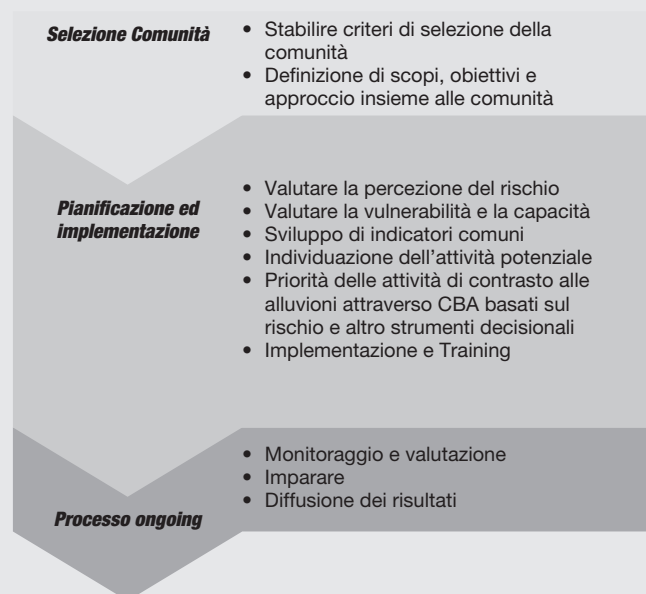 Selezione Comunità
• Stabilire criteri di selezione della
comunità
• Definizione di scopi, obiettivi e
approccio insieme alle comunità
Pianificazione ed
implementazione
• Valutare la percezione del rischio
• Valutare la vulnerabilità e la capacità
• Sviluppo di indicatori comuni
• Individuazione dell’attività potenziale
• Priorità delle attività di contrasto alle
alluvioni attraverso CBA basati sul
rischio e altro strumenti decisionali
• Implementazione e Training
Processo ongoing
• Monitoraggio e valutazione
• Imparare
• Diffusione dei risultati